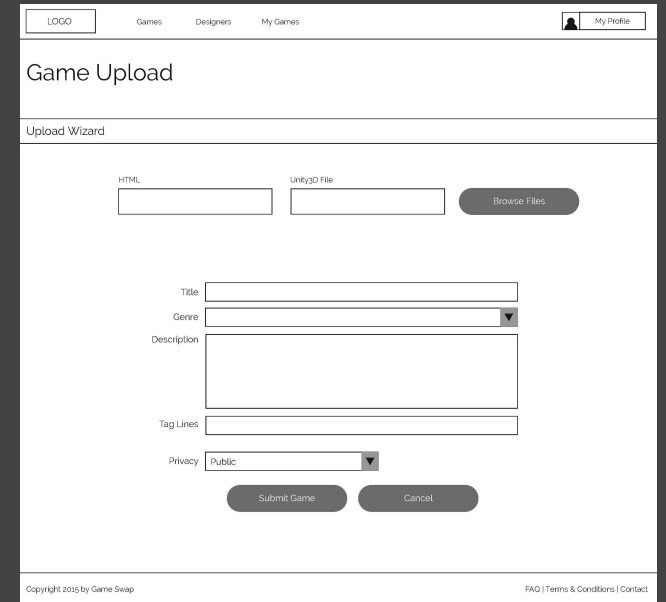 LOGO Games Designers My Games My Profile
Game Upload
Upload Wizard
HTML Unity3D File
Browse Files
Title
Genre
Description
Tag Lines
Privacy Public
Submit Game Cancel
Copyright 2015 by Game Swap FAQ | Terms & Conditions | Contact